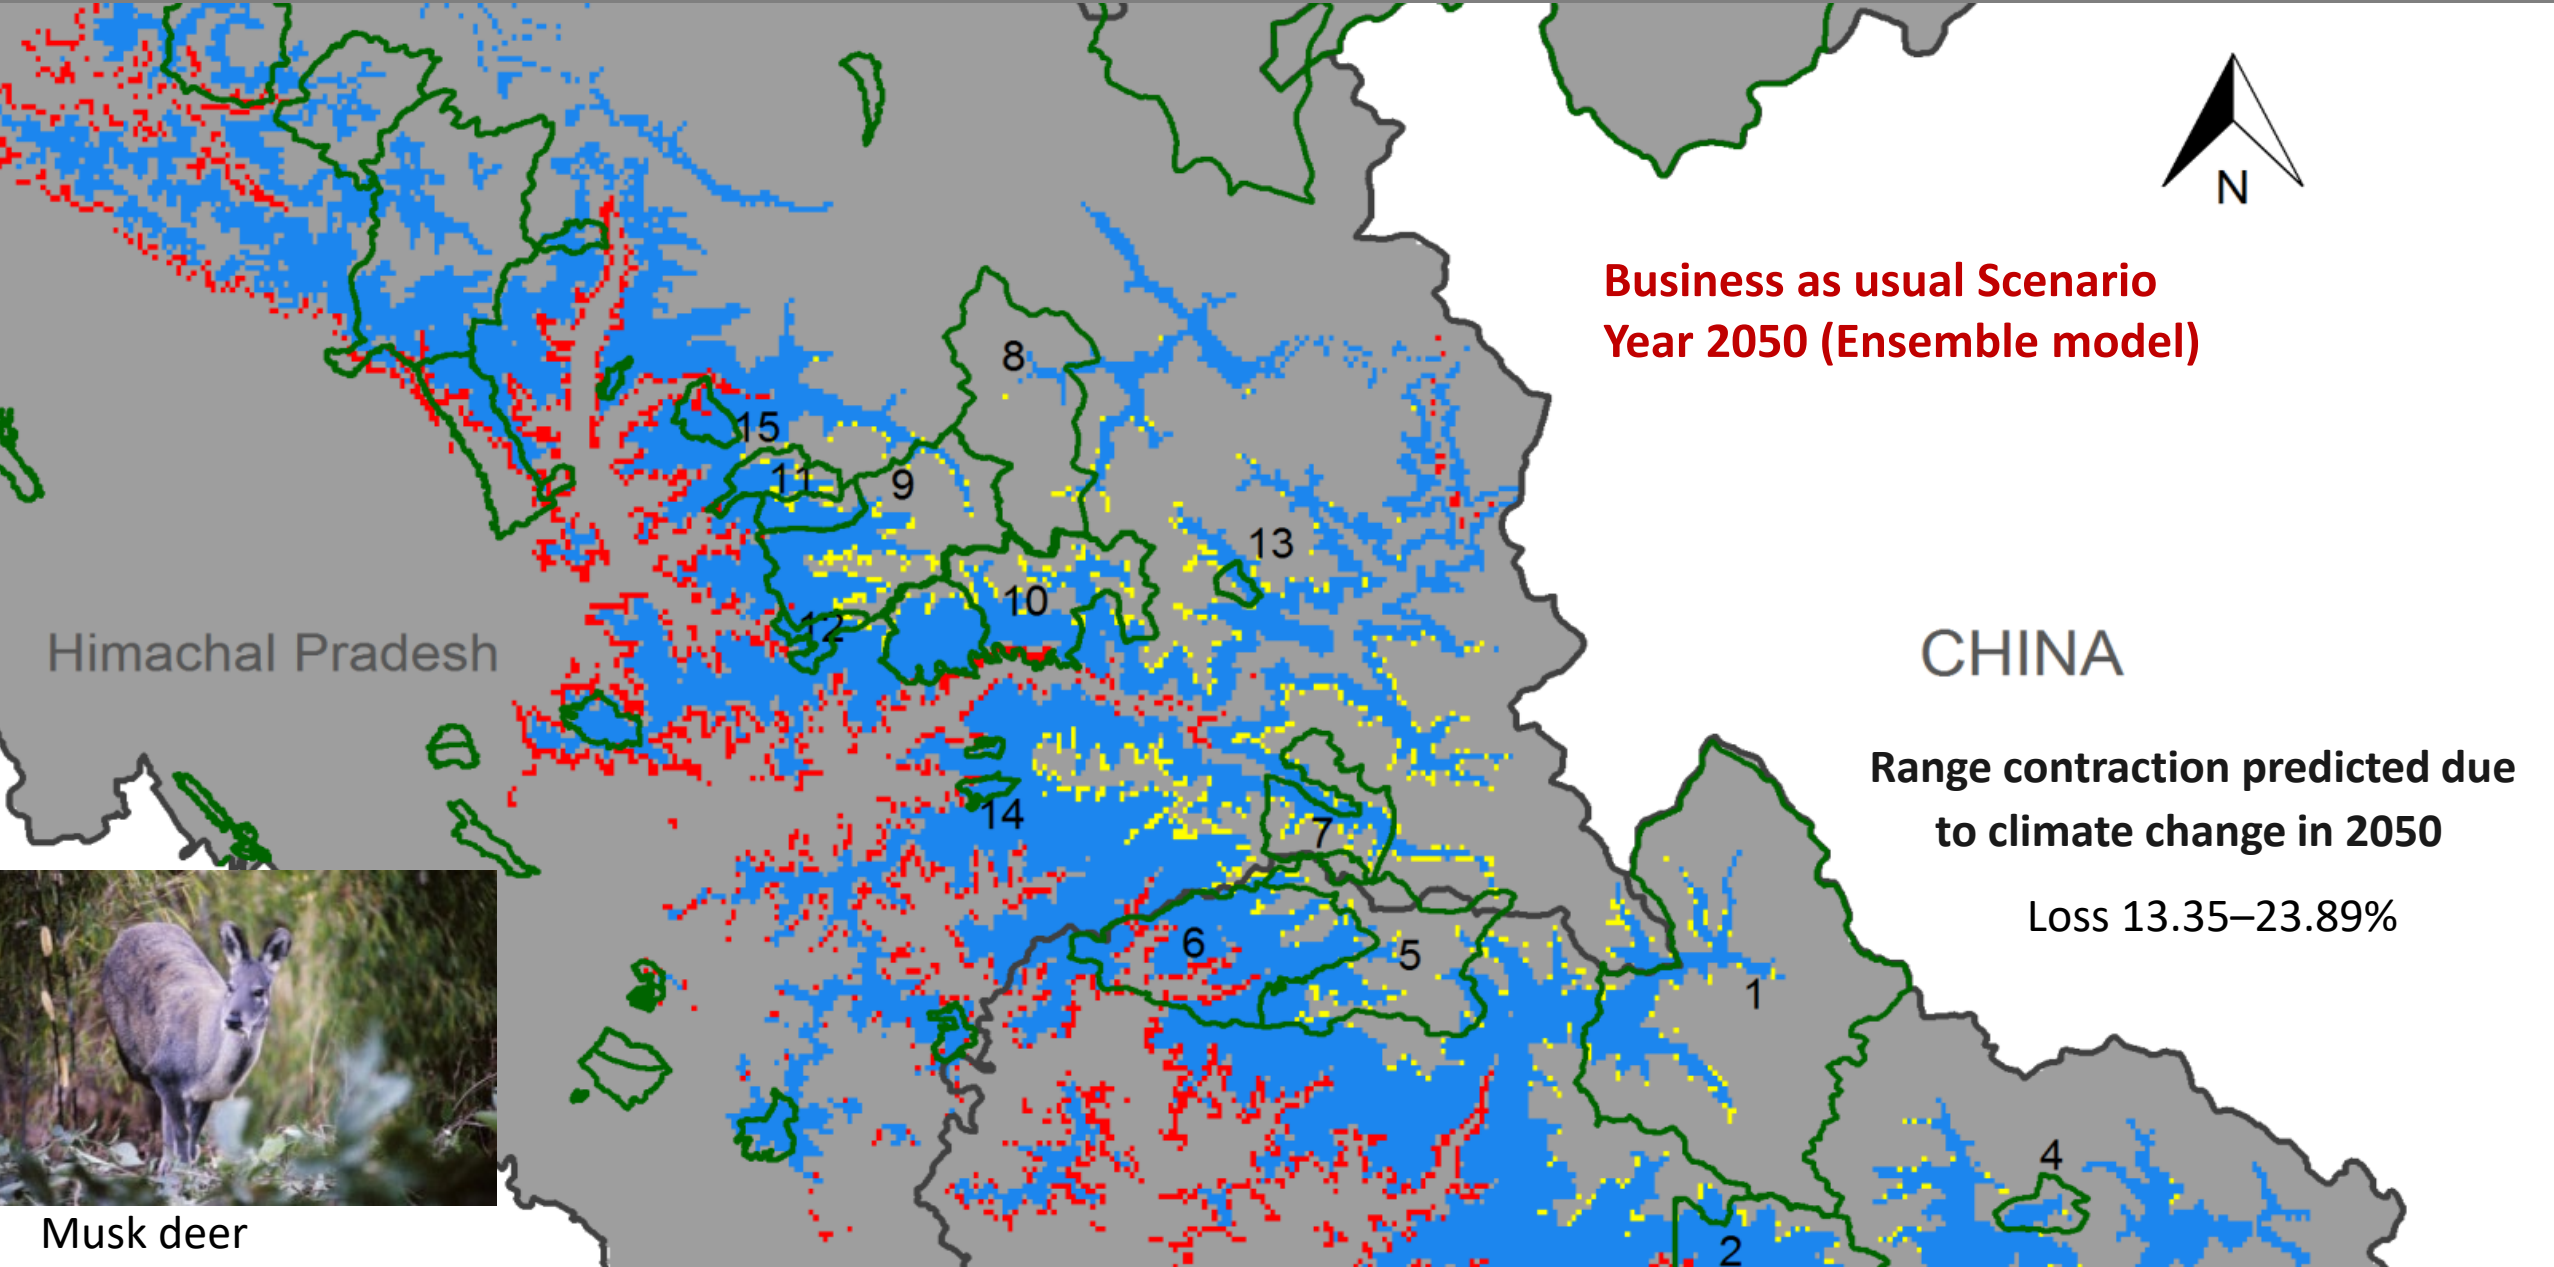 N
Business as usual Scenario
Year 2050 (Ensemble model)
8
15
11
9
13
10
12
Himachal Pradesh
CHINA
Range contraction predicted due
to climate change in 2050
Loss 13.35–23.89%
14
7
6
5
1
4
2
Musk deer